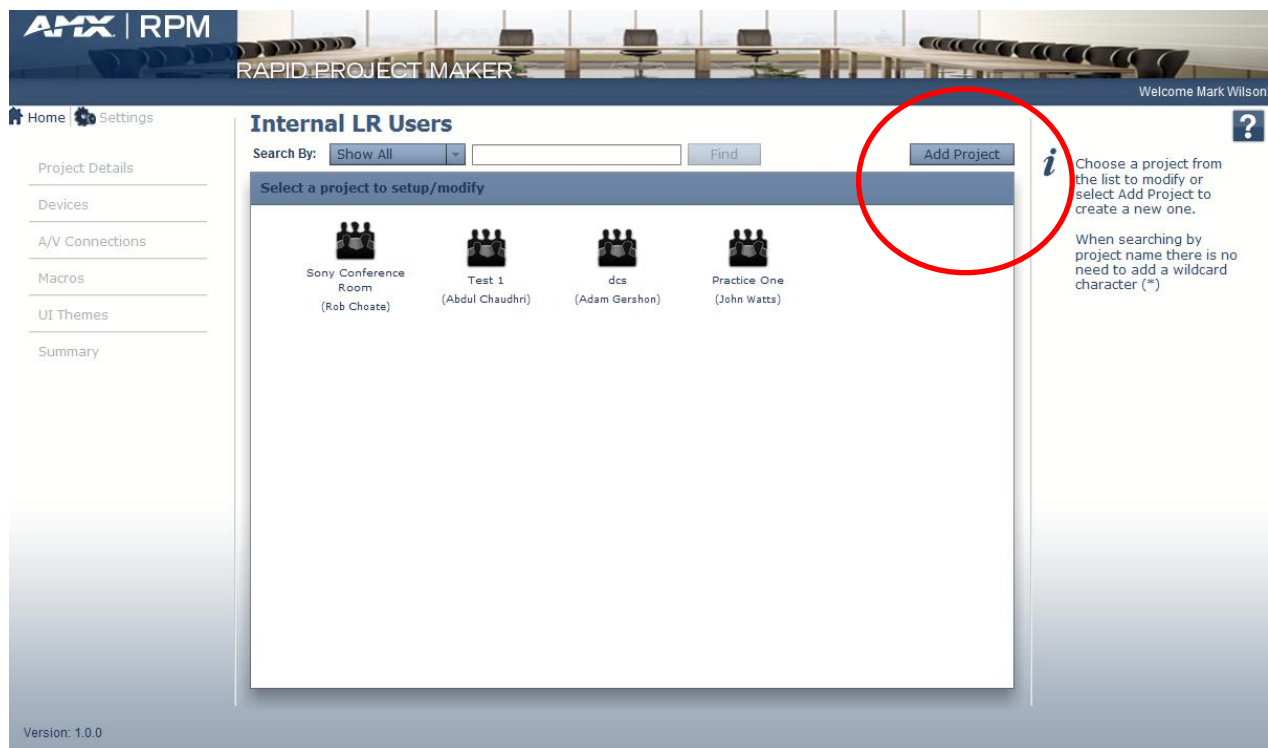 AMX | RPM
RAPID PROJECT MAKER
Welcome Mark Wilson
Home Settings
Project Details
Devices
A/V Connections
Macros
UI Themes
Summary
Internal LR Users
Search By: Show All Find Add Project
Select a project to setup/modify
Sony Conference
Room
(Rob Choate)
Test 1
(Abdul Chaudhri)
dcs
(Adam Gershon)
Practice One
(John Watts)
?
i
Choose a project from
the list to modify or
select Add Project to
create a new one.
When searching by
project name there is no
need to add a wildcard
character (*)
Version: 1.0.0